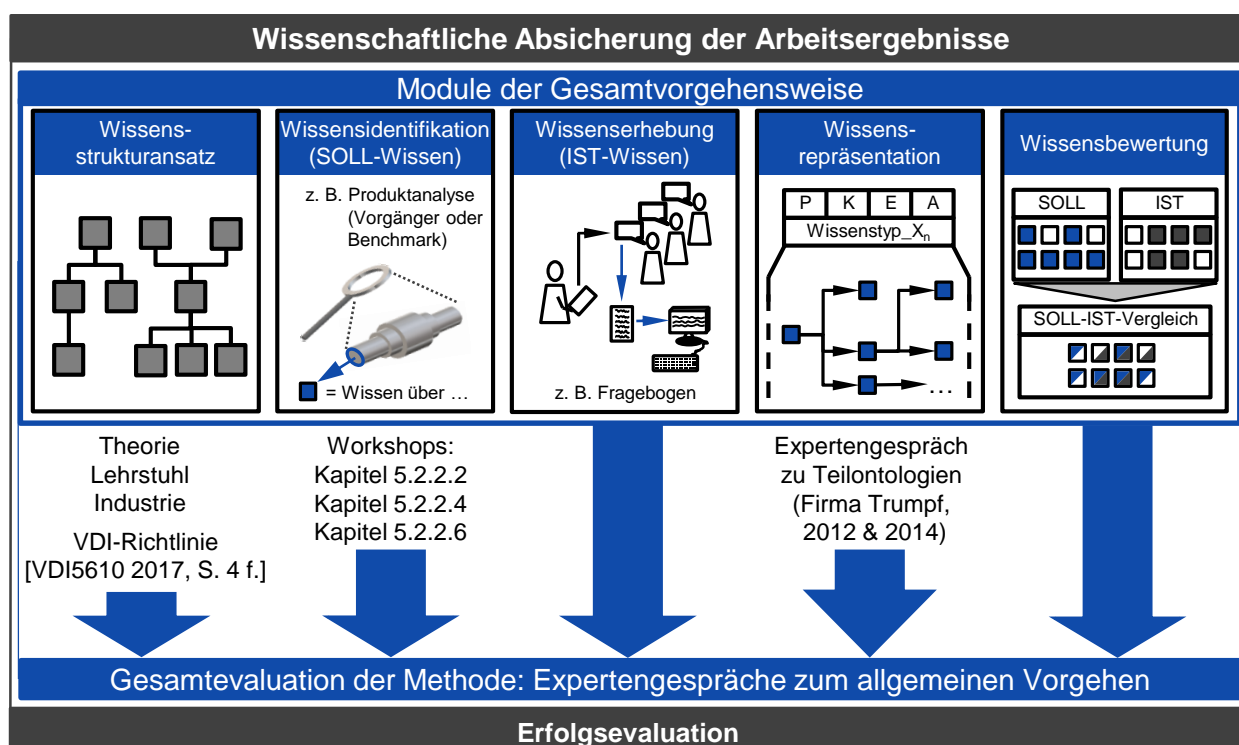 Wissenschaftliche Absicherung der Arbeitsergebnisse
Module der Gesamtvorgehensweise
Wissens-
strukturansatz
Wissensidentifikation
(SOLL-Wissen)
z. B. Produktanalyse
(Vorgänger oder
Benchmark)
= Wissen über …
Wissenserhebung
(IST-Wissen)
z. B. Fragebogen
Wissens-
repräsentation
P K E A
Wissenstyp_Xn
…
Wissensbewertung
SOLL IST
SOLL-IST-Vergleich
Theorie
Lehrstuhl
Industrie
VDI-Richtlinie
[VDI5610 2017, S. 4 f.]
Workshops:
Kapitel 5.2.2.2
Kapitel 5.2.2.4
Kapitel 5.2.2.6
Expertengespräch
zu Teilontologien
(Firma Trumpf,
2012 & 2014)
Gesamtevaluation der Methode: Expertengespräche zum allgemeinen Vorgehen
Erfolgsevaluation